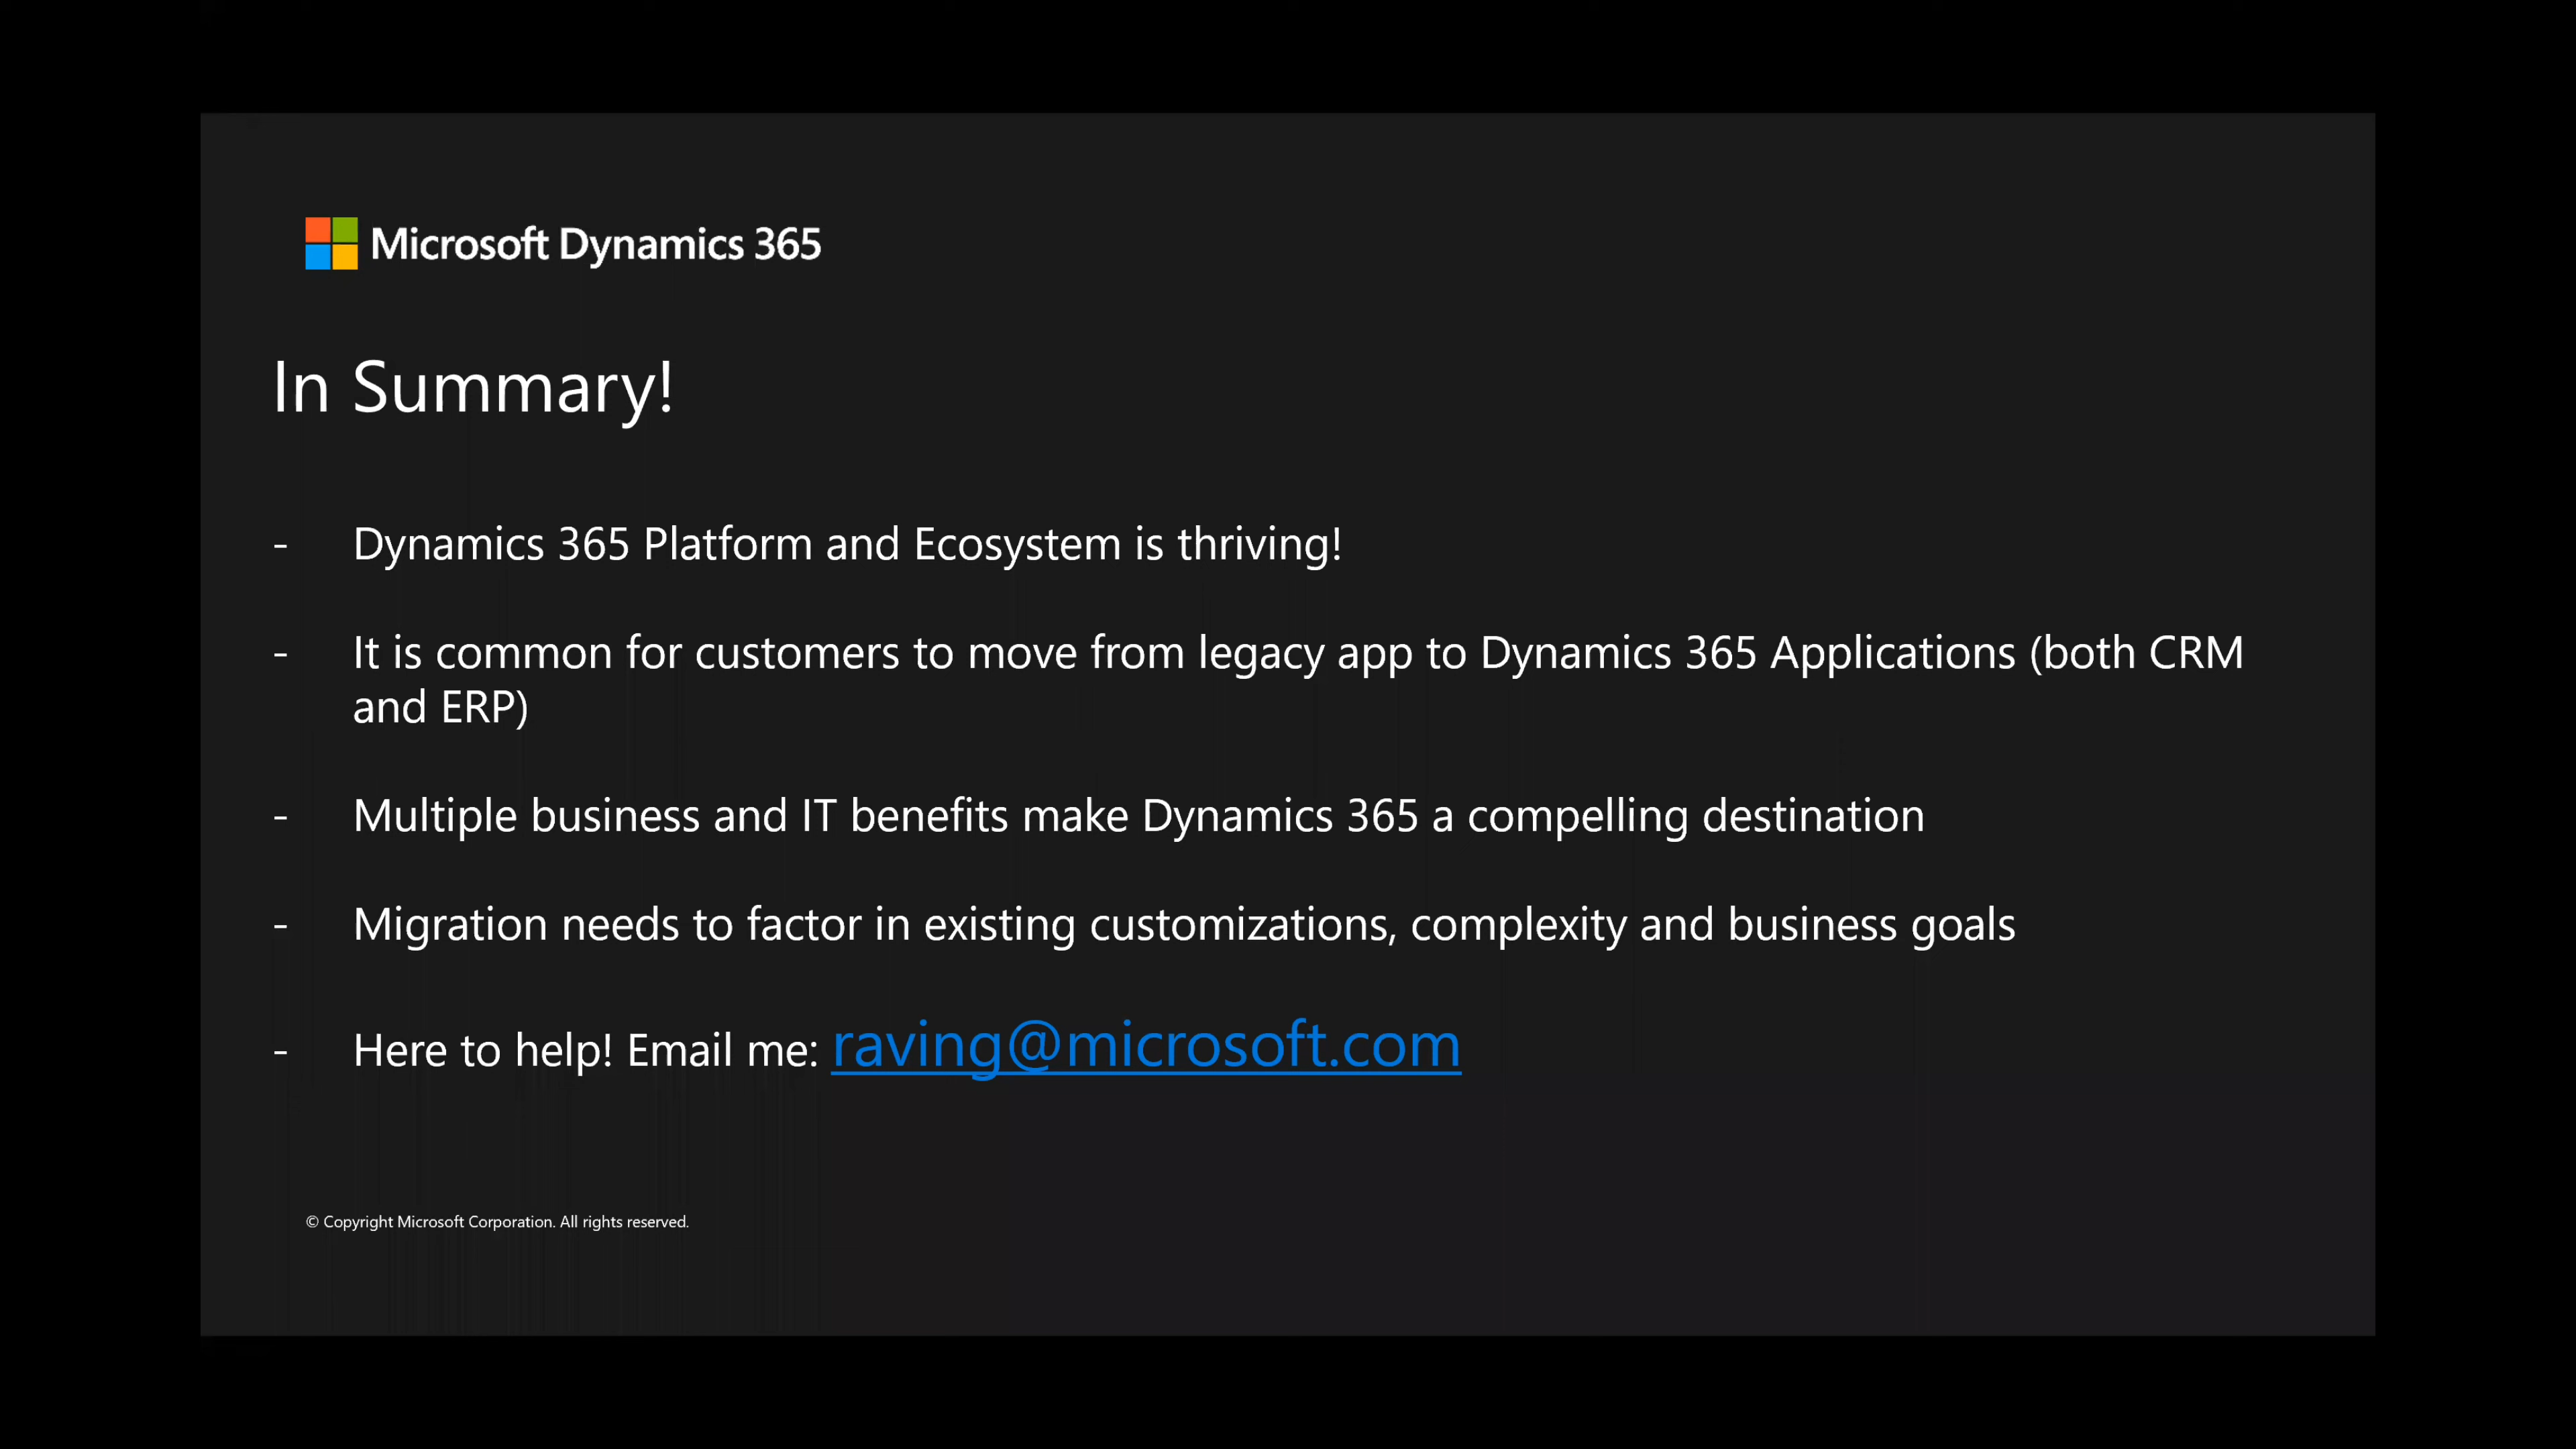 Microsoft Dynamics 365
In Summary!
- Dynamics 365 Platform and Ecosystem is thriving!
- It is common for customers to move from legacy app to Dynamics 365 Applications (both CRM
and ERP)
- Multiple business and IT benefits make Dynamics 365 a compelling destination
- Migration needs to factor in existing customizations, complexity and business goals
- Here to help! Email me: raving@microsoft.com
© Copyright Microsoft Corporation. All rights reserved.